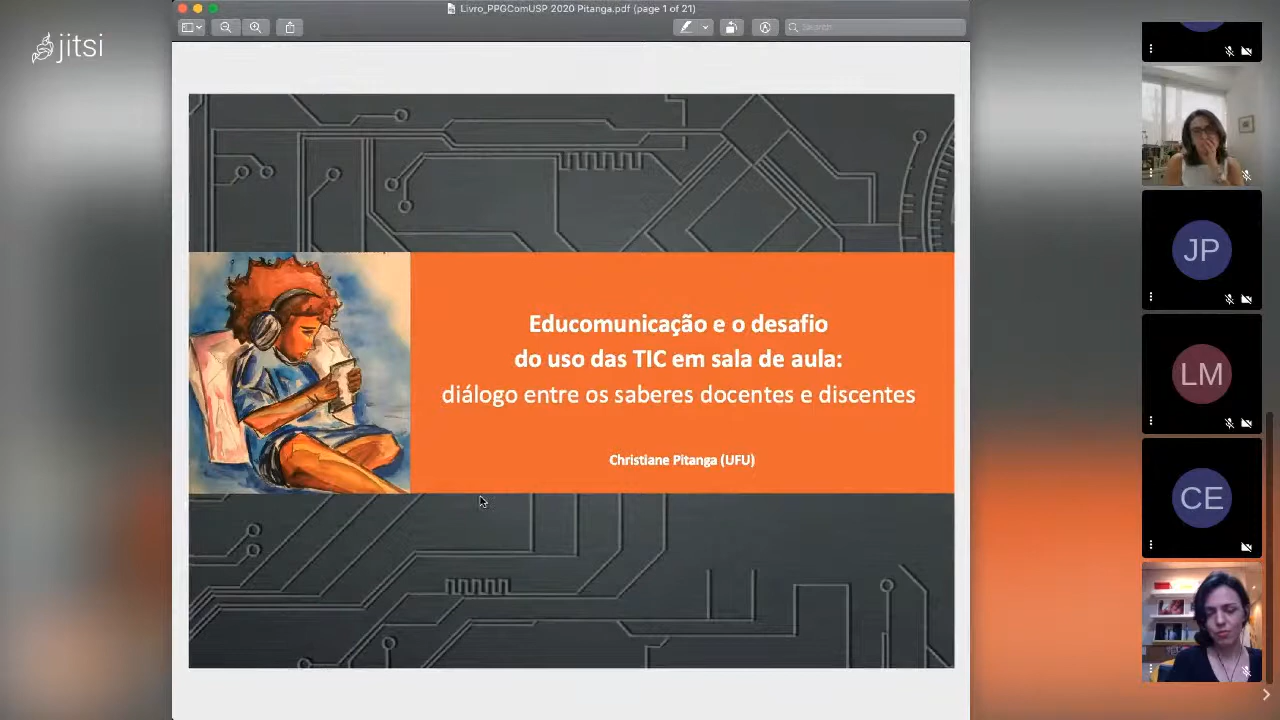 Livro_PPGComUSP 2020 Pitanga.pdf (page 1 of 21)
Search
jitsi
Educomunicação e o desafio
do uso das TIC em sala de aula:
diálogo entre os saberes docentes e discentes
Christiane Pitanga (UFU)
JP
LM
CE